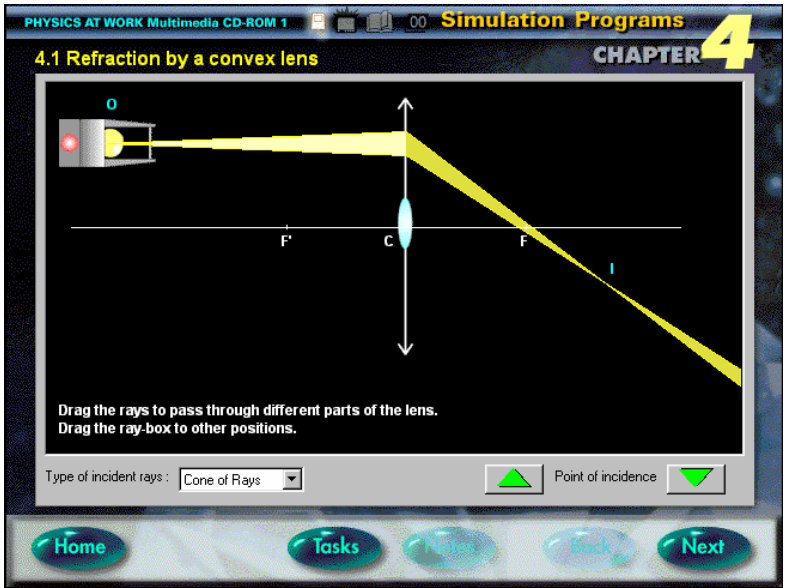 PHYSICS AT WORK Multimedia CD-ROM 1 00 Simulation Programs
4.1 Refraction by a convex lens CHAPTER 4
O
F' C F
I
Drag the rays to pass through different parts of the lens.
Drag the ray-box to other positions.
Type of incident rays : Cone of Rays Point of incidence
Home Tasks Notes Back Next